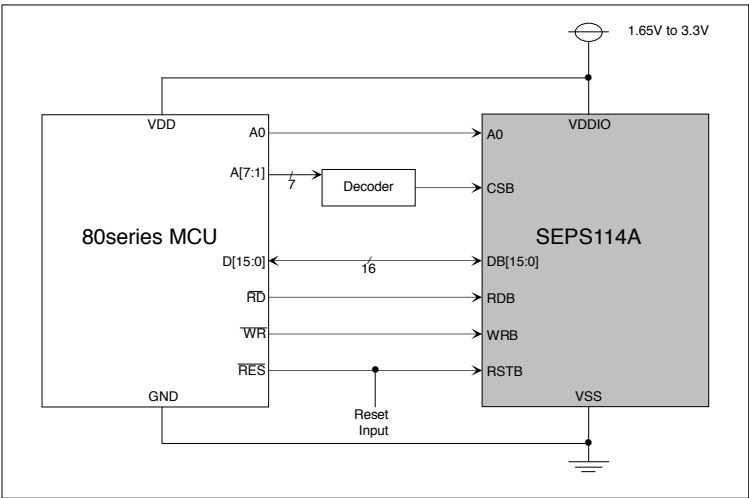 1.65V to 3.3V
VDD
VDDIO
A0
A0
A[7:1]
7
Decoder
CSB
80series MCU
SEPS114A
D[15:0]
16
DB[15:0]
RD
RDB
WR
WRB
RES
RSTB
GND
VSS
Reset
Input